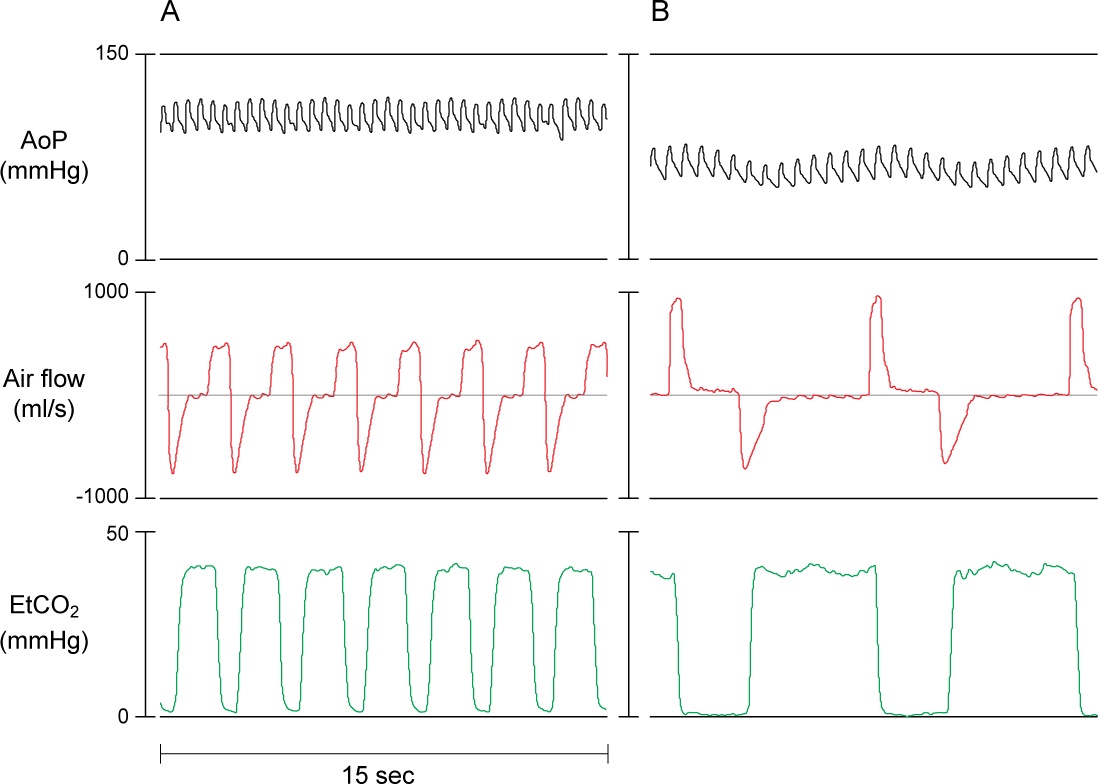 A
B
150
AoP
(mmHg)
0
1000
Air flow
(ml/s)
-1000
50
EtCO₂
(mmHg)
0
15 sec